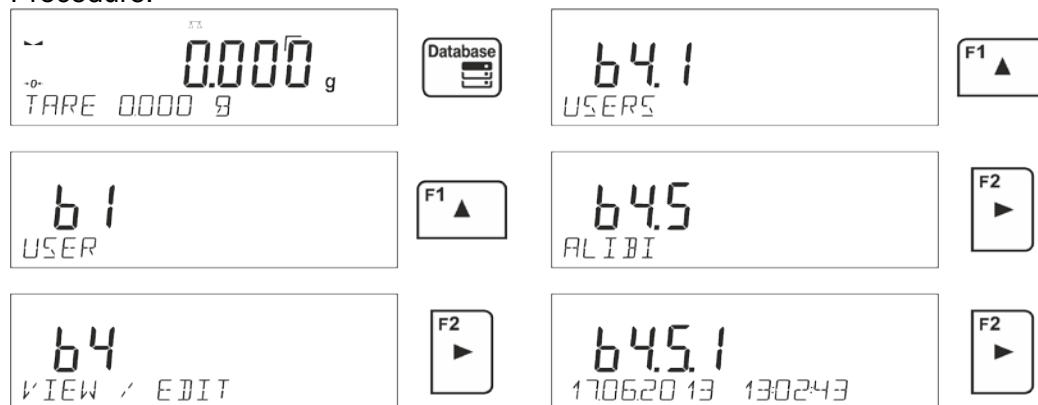 Procedure:
→0←
0.000 g
TARE 0.000 g
Database
b1
USER
F1
b4
VIEW / EDIT
F2
b4.1
USERS
F1
b4.5
ALIBI
F2
b4.5.1
17.06.2013 13:02:43
F2